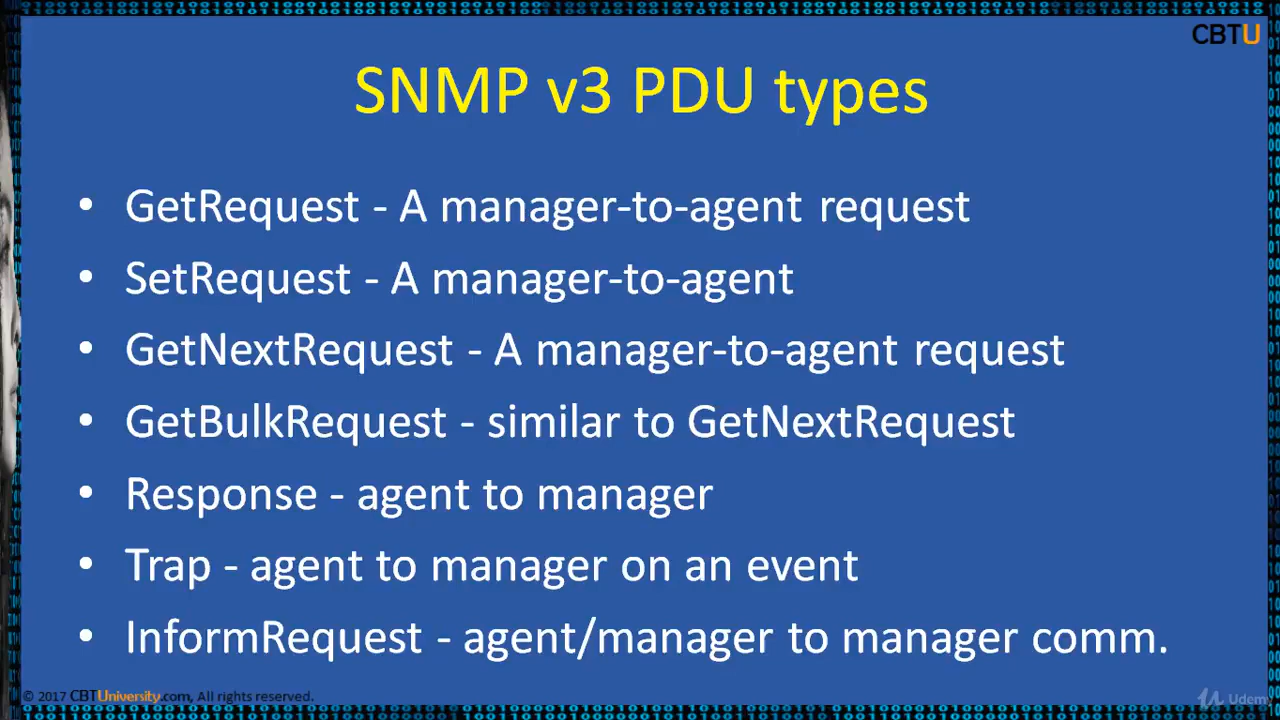 CBTU
SNMP v3 PDU types
• GetRequest - A manager-to-agent request
• SetRequest - A manager-to-agent
• GetNextRequest - A manager-to-agent request
• GetBulkRequest - similar to GetNextRequest
• Response - agent to manager
• Trap - agent to manager on an event
• InformRequest - agent/manager to manager comm.
© 2017 CBTUniversity.com, All rights reserved.
Udemy